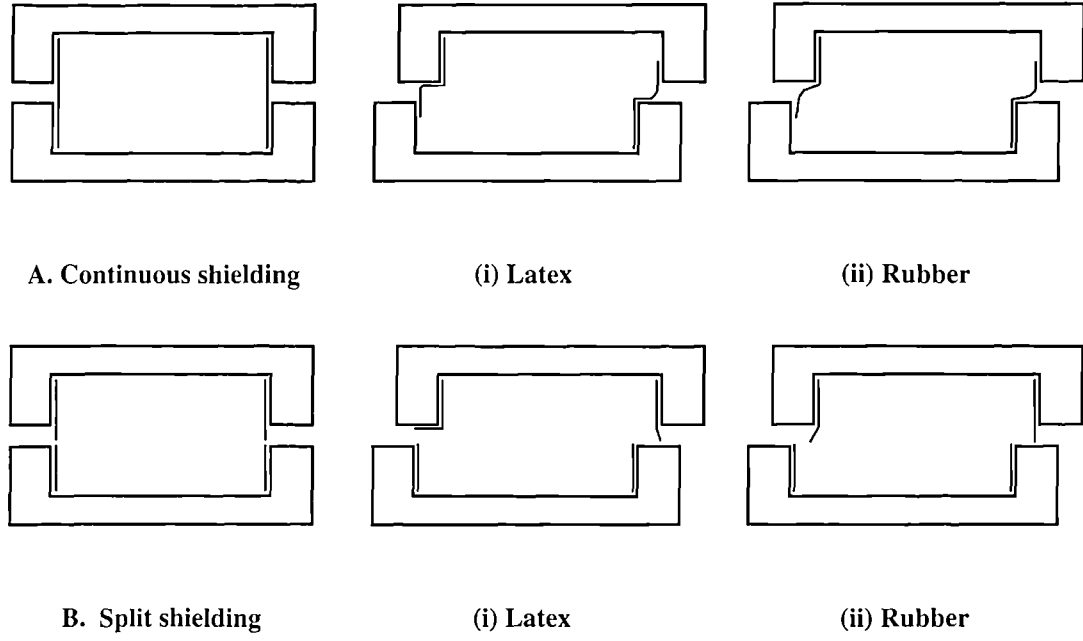 A. Continuous shielding
(i) Latex
(ii) Rubber
B. Split shielding
(i) Latex
(ii) Rubber